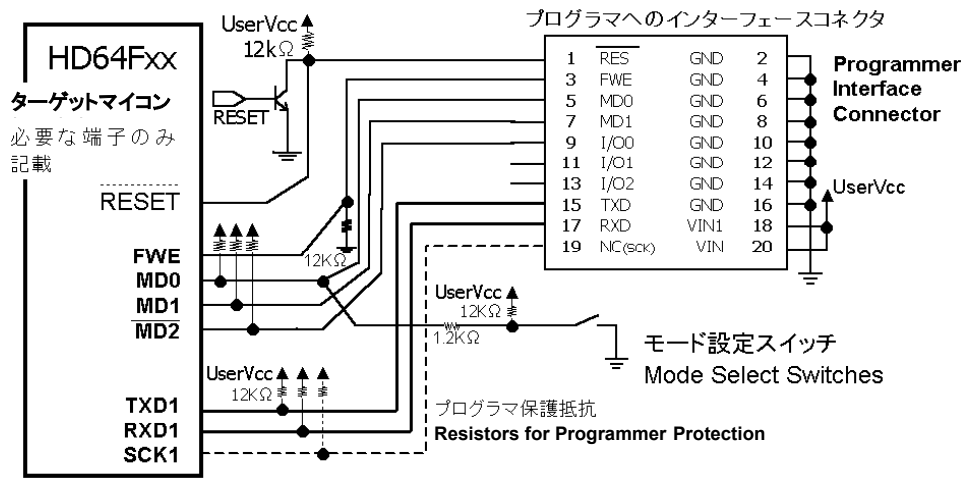 プログラマへのインターフェースコネクタ
UserVcc
12kΩ
HD64Fxx
ターゲットマイコン
必要な端子のみ
記載
RESET
RESET
FWE
MD0
MD1
MD2
TXD1
RXD1
SCK1
12KΩ
1 RES GND 2
3 FWE GND 4
5 MD0 GND 6
7 MD1 GND 8
9 I/O0 GND 10
11 I/O1 GND 12
13 I/O2 GND 14
15 TXD GND 16
17 RXD VIN1 18
19 NC(SCK) VIN 20
Programmer
Interface
Connector
UserVcc
UserVcc
12KΩ
1.2KΩ
モード設定スイッチ
Mode Select Switches
UserVcc
12KΩ
プログラマ保護抵抗
Resistors for Programmer Protection